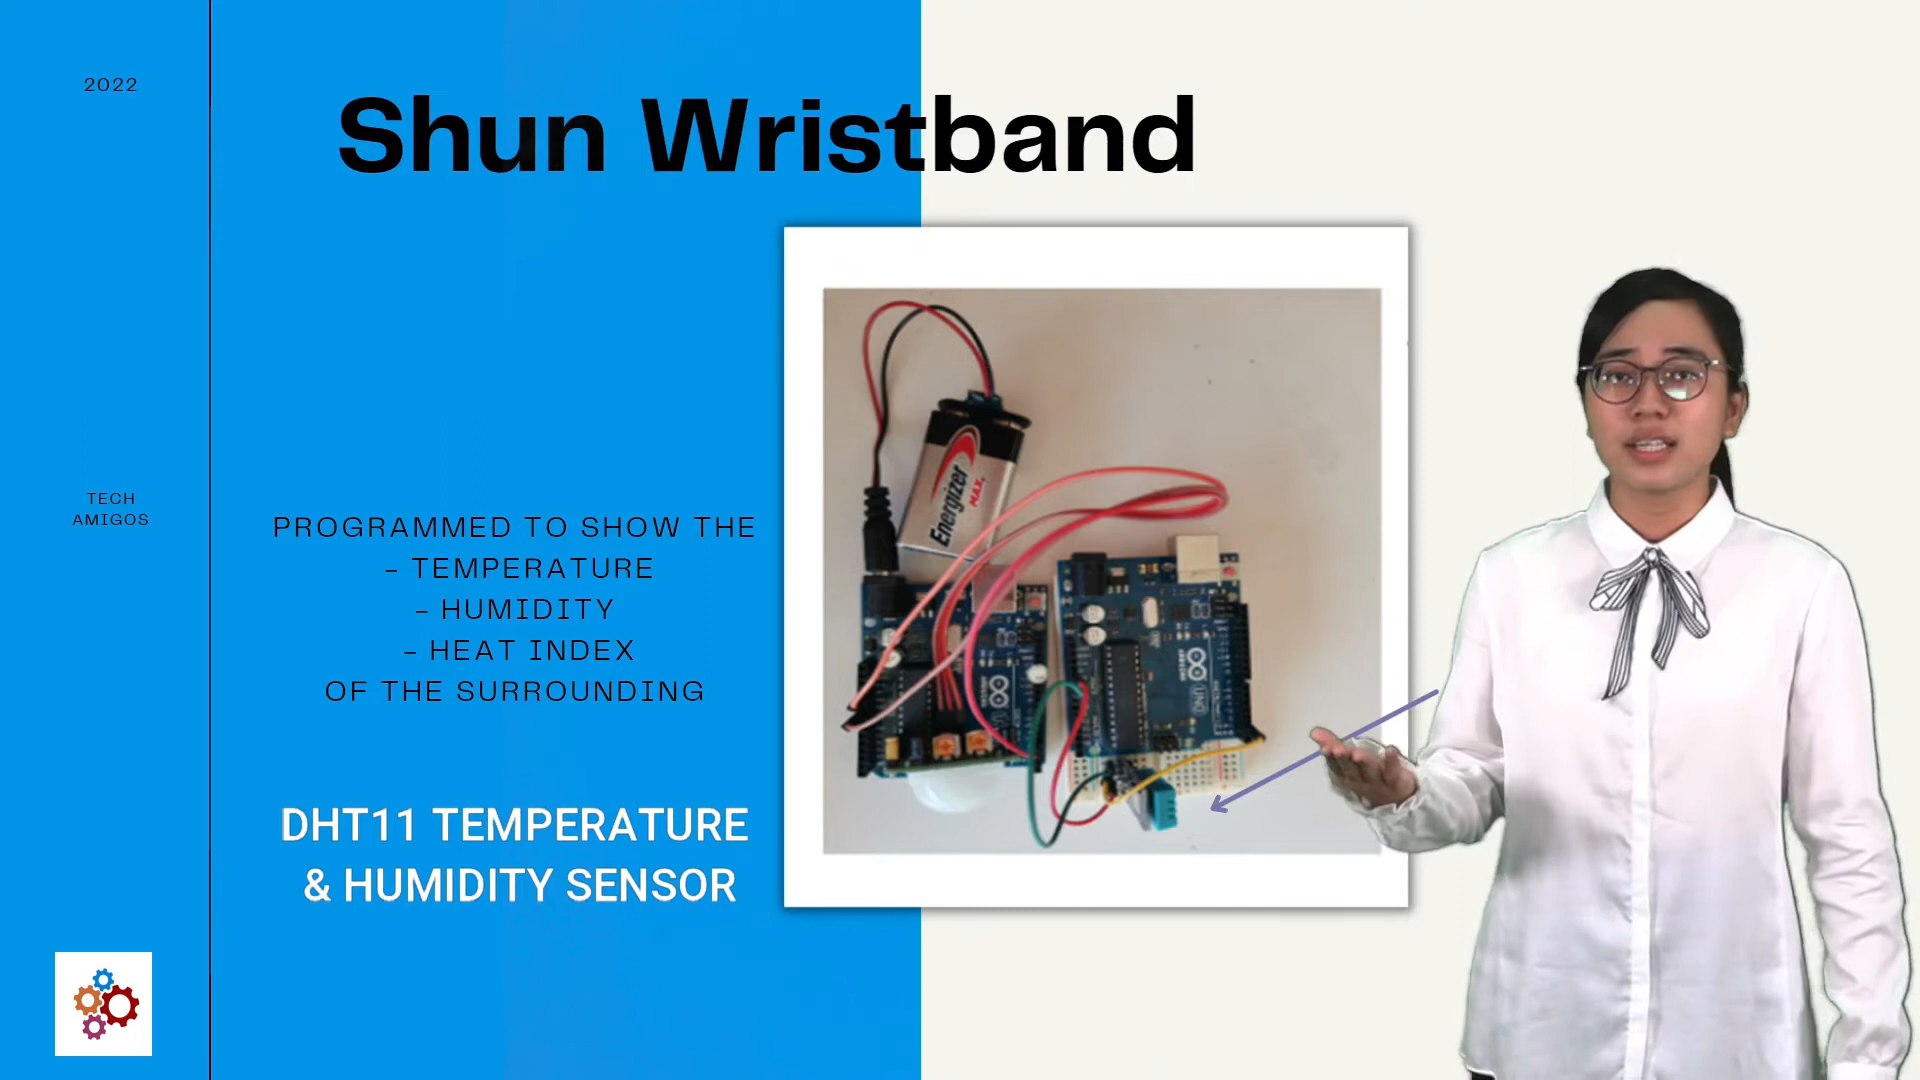 2022
Shun Wristband
TECH
AMIGOS
PROGRAMMED TO SHOW THE
- TEMPERATURE
- HUMIDITY
- HEAT INDEX
OF THE SURROUNDING
DHT11 TEMPERATURE
& HUMIDITY SENSOR
Energizer
MAX
UNO